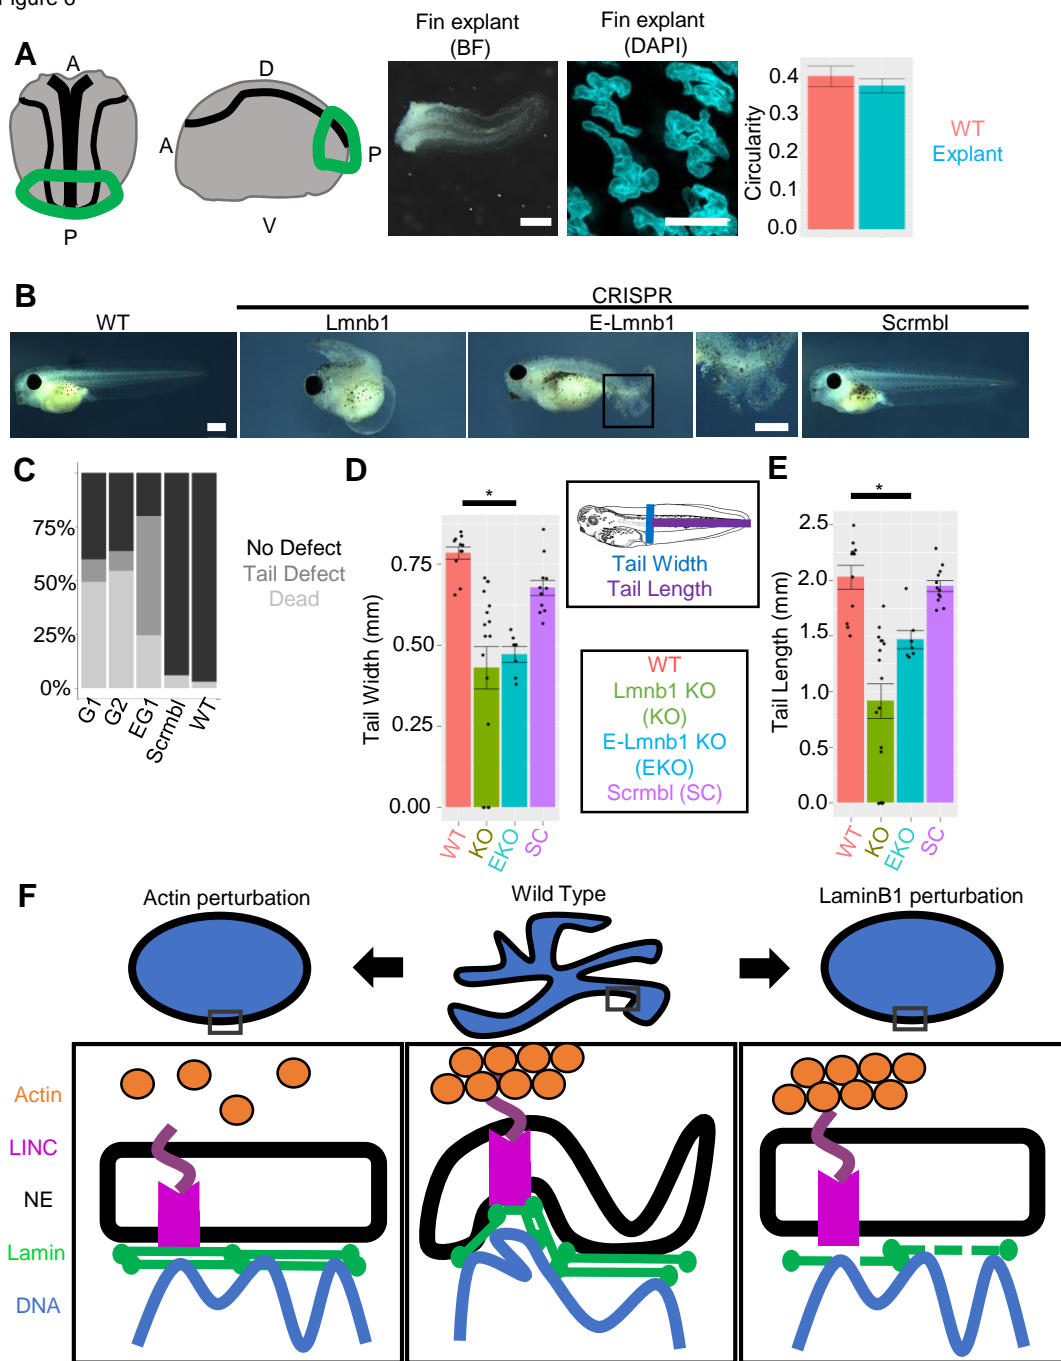 Figure 6
A
Fin explant
(BF)
Fin explant
(DAPI)
A
P
D
A
P
V
Circularity
0.4
0.3
0.2
0.1
0.0
WT
Explant
B
CRISPR
WT
Lmnb1
E-Lmnb1
Scrmbl
C
75%
50%
25%
0%
G1
G2
EG1
Scrmbl
WT
No Defect
Tail Defect
Dead
D
*
Tail Width (mm)
0.75
0.50
0.25
0.00
WT
KO
EKO
SC
Tail Width
Tail Length
WT
Lmnb1 KO
(KO)
E-Lmnb1 KO
(EKO)
Scrmbl (SC)
E
*
Tail Length (mm)
2.5
2.0
1.5
1.0
0.5
0.0
WT
KO
EKO
SC
F
Actin perturbation
Wild Type
LaminB1 perturbation
Actin
LINC
NE
Lamin
DNA